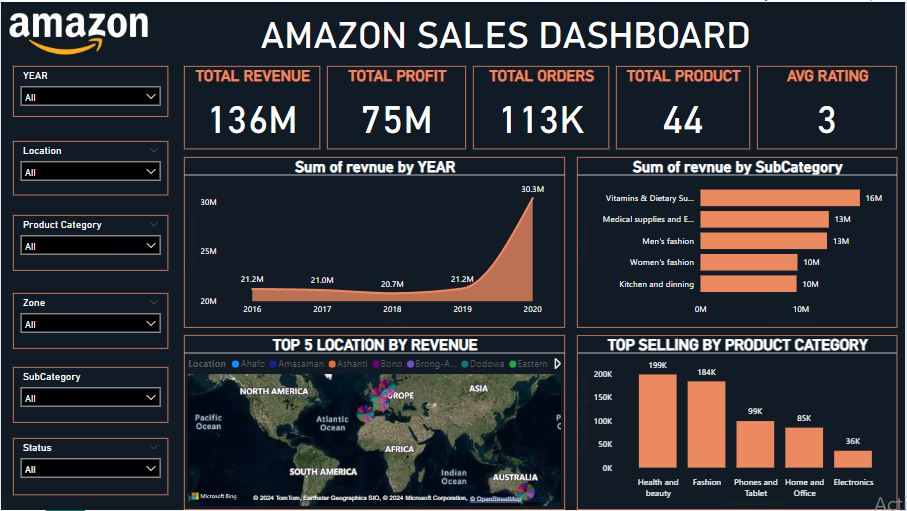 amazon
AMAZON SALES DASHBOARD
YEAR
All
Location
All
Product Category
All
Zone
All
SubCategory
All
Status
All
TOTAL REVENUE
136M
TOTAL PROFIT
75M
TOTAL ORDERS
113K
TOTAL PRODUCT
44
AVG RATING
3
Sum of revnue by YEAR
30M
25M
20M
21.2M
21.0M
20.7M
21.2M
30.3M
2016
2017
2018
2019
2020
Sum of revnue by SubCategory
Vitamins & Dietary Su... 16M
Medical supplies and E... 13M
Men's fashion 13M
Women's fashion 10M
Kitchen and dinning 10M
0M 10M
TOP 5 LOCATION BY REVENUE
Location Ahafo Amasaman Ashanti Bono Brong-A... Dodowa Eastern
NORTH AMERICA
ROPE
ASIA
Pacific
Ocean
Atlantic
Ocean
AFRICA
SOUTH AMERICA
Indian
Ocean
AUSTRALIA
P
Microsoft Bing
© 2024 TomTom, Earthstar Geographics SIO, © 2024 Microsoft Corporation, © OpenStreetMap
TOP SELLING BY PRODUCT CATEGORY
200K
150K
100K
50K
0K
199K
184K
99K
85K
36K
Health and
beauty
Fashion
Phones and
Tablet
Home and
Office
Electronics
Acti